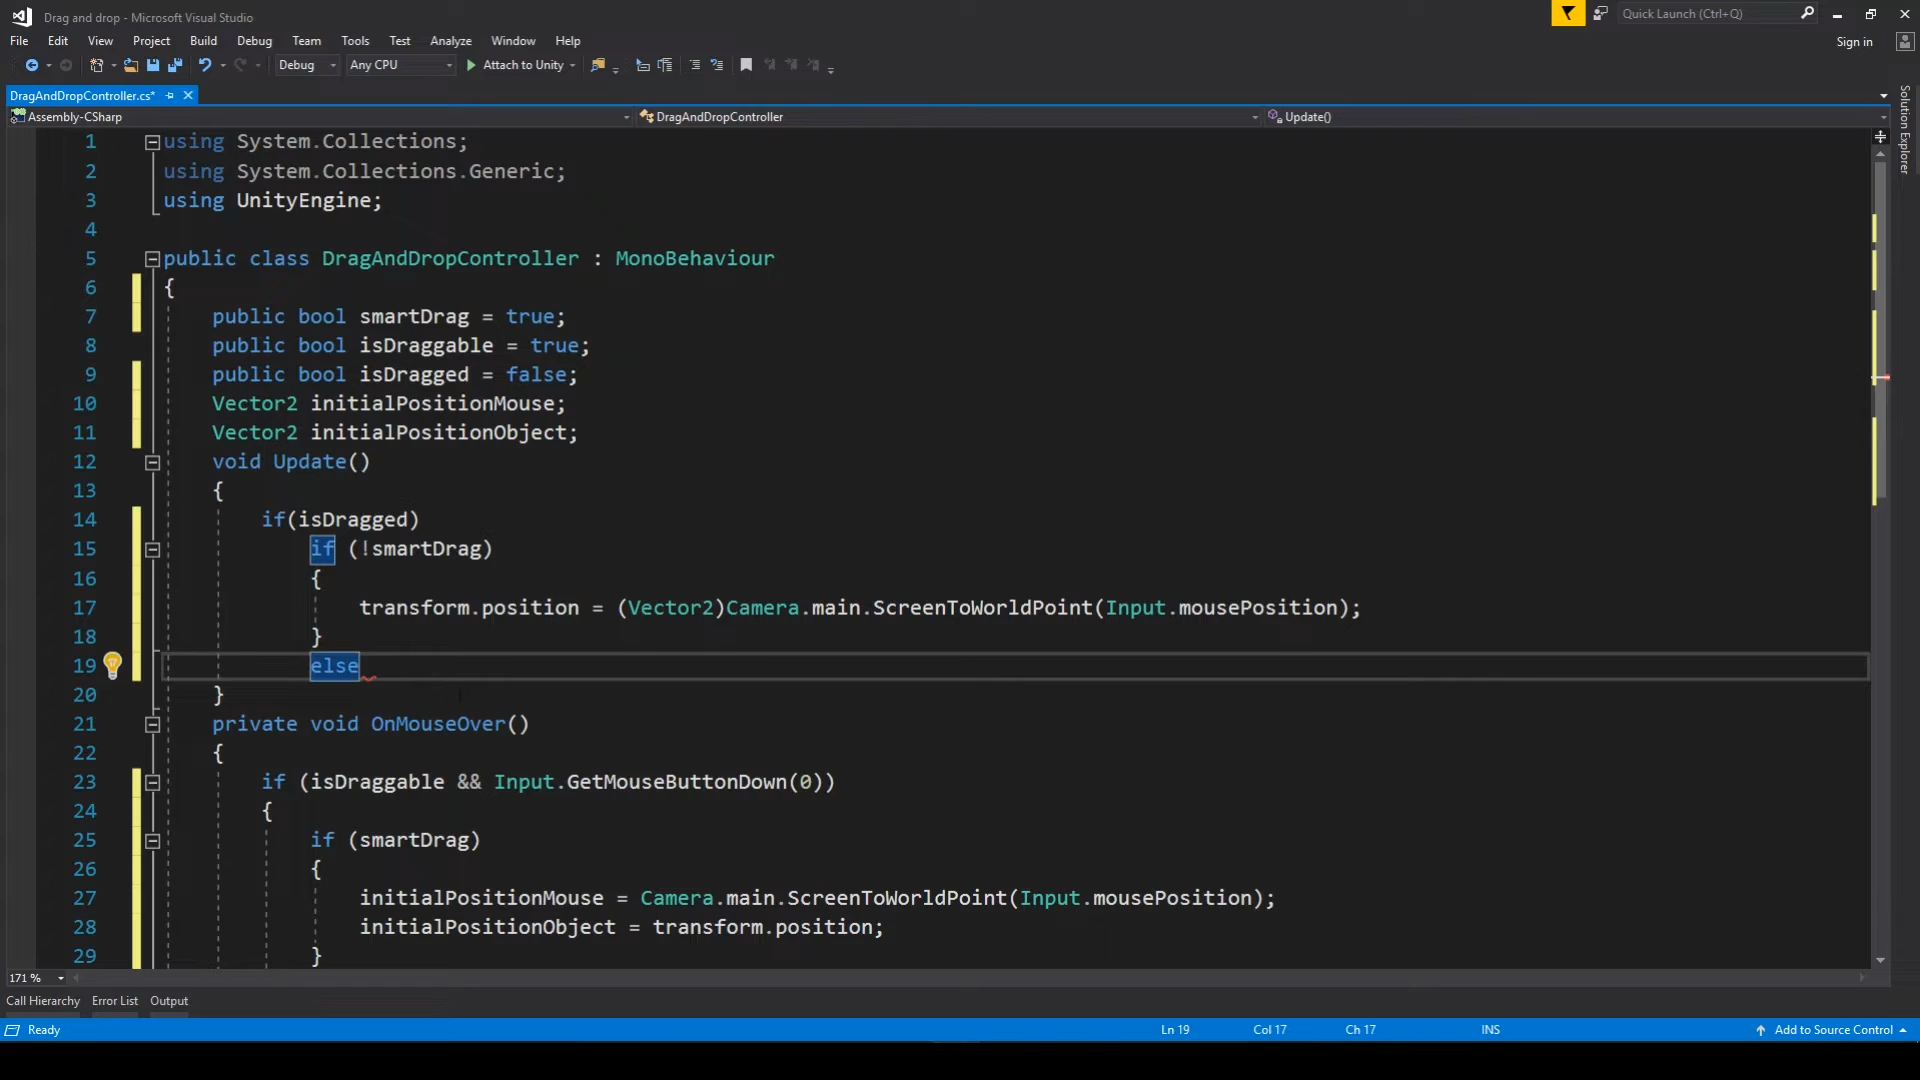 Drag and drop - Microsoft Visual Studio
Quick Launch (Ctrl+Q)
File Edit View Project Build Debug Team Tools Test Analyze Window Help
Sign in
Debug Any CPU Attach to Unity
DragAndDropController.cs*
Assembly-CSharp DragAndDropController Update()
Solution Explorer
1 using System.Collections;
2 using System.Collections.Generic;
3 using UnityEngine;
4
5 public class DragAndDropController : MonoBehaviour
6 {
7 public bool smartDrag = true;
8 public bool isDraggable = true;
9 public bool isDragged = false;
10 Vector2 initialPositionMouse;
11 Vector2 initialPositionObject;
12 void Update()
13 {
14 if(isDragged)
15 if (!smartDrag)
16 {
17 transform.position = (Vector2)Camera.main.ScreenToWorldPoint(Input.mousePosition);
18 }
19 else
20 }
21 private void OnMouseOver()
22 {
23 if (isDraggable && Input.GetMouseButtonDown(0))
24 {
25 if (smartDrag)
26 {
27 initialPositionMouse = Camera.main.ScreenToWorldPoint(Input.mousePosition);
28 initialPositionObject = transform.position;
29 }
171 %
Call Hierarchy Error List Output
Ready Ln 19 Col 17 Ch 17 INS Add to Source Control